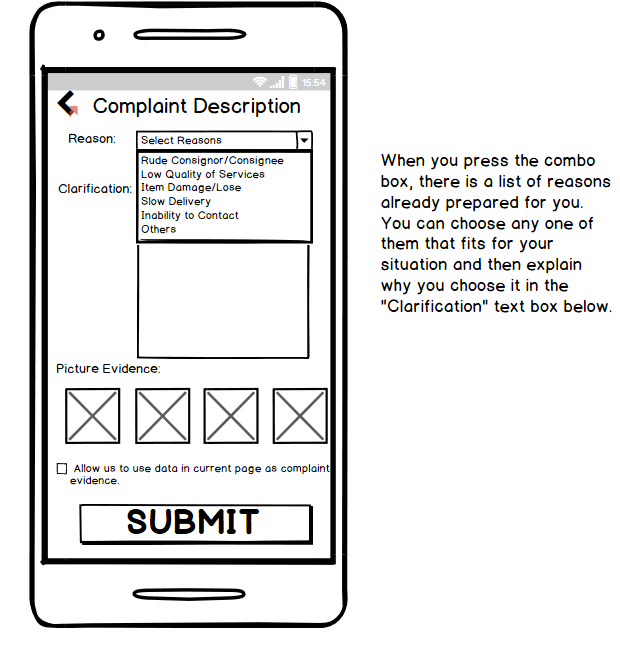 15:54
Complaint Description
Reason:
Select Reasons
Rude Consignor/Consignee
Low Quality of Services
Clarification:
Item Damage/Lose
Slow Delivery
Inability to Contact
Others
Picture Evidence:
Allow us to use data in current page as complaint
evidence.
SUBMIT
When you press the combo
box, there is a list of reasons
already prepared for you.
You can choose any one of
them that fits for your
situation and then explain
why you choose it in the
"Clarification" text box below.